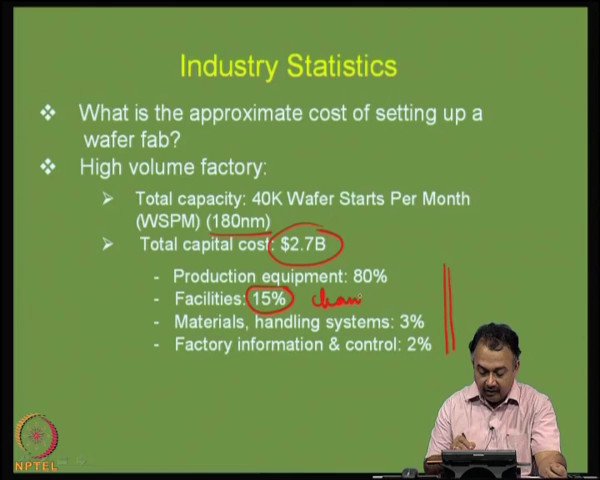 Industry Statistics
What is the approximate cost of setting up a
wafer fab?
High volume factory:
Total capacity: 40K Wafer Starts Per Month
(WSPM) (180nm)
Total capital cost: $2.7B
- Production equipment: 80%
- Facilities: 15%
- Materials, handling systems: 3%
- Factory information & control: 2%
NPTEL